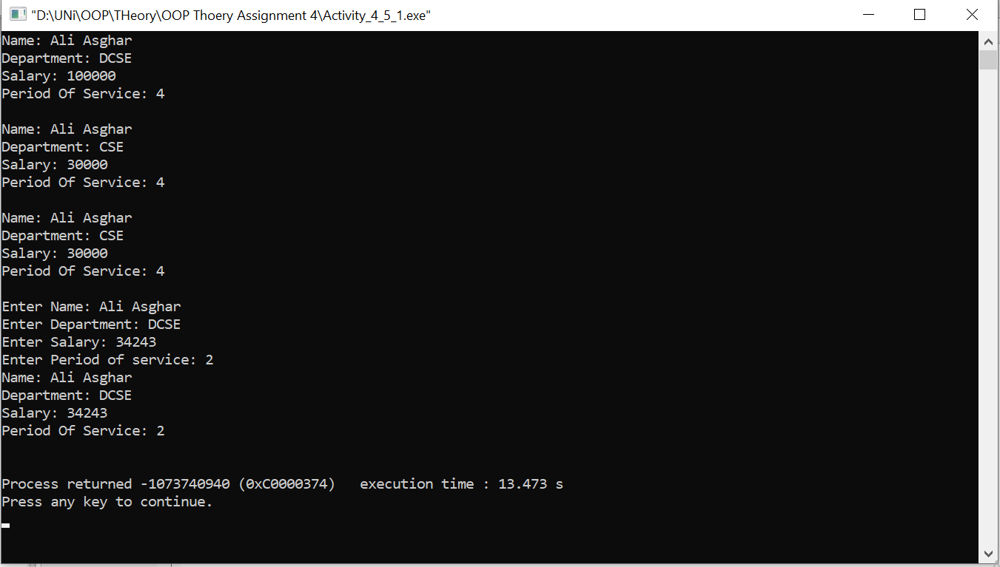 "D:\UNi\OOP\THeory\OOP Thoery Assignment 4\Activity_4_5_1.exe"
Name: Ali Asghar
Department: DCSE
Salary: 100000
Period Of Service: 4
Name: Ali Asghar
Department: CSE
Salary: 30000
Period Of Service: 4
Name: Ali Asghar
Department: CSE
Salary: 30000
Period Of Service: 4
Enter Name: Ali Asghar
Enter Department: DCSE
Enter Salary: 34243
Enter Period of service: 2
Name: Ali Asghar
Department: DCSE
Salary: 34243
Period Of Service: 2
Process returned -1073740940 (0xC0000374)   execution time : 13.473 s
Press any key to continue.